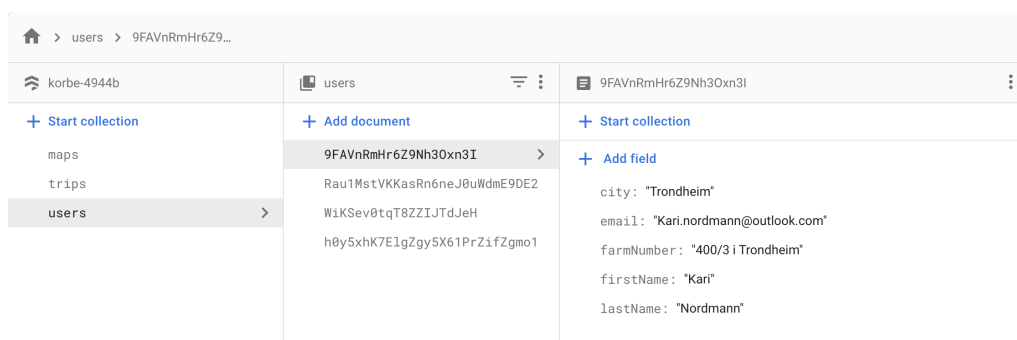 users > 9FAVnRmHr6Z9...
korbe-4944b
users
9FAVnRmHr6Z9Nh3Oxn3I
+ Start collection
+ Add document
+ Start collection
maps
trips
users
9FAVnRmHr6Z9Nh3Oxn3I
Rau1MstVKKasRn6neJ0uWdmE9DE2
WiKSev0tqT8ZZIJTdJeH
h0y5xhK7ElgZgy5X61PrZifZgmo1
+ Add field
city: "Trondheim"
email: "Kari.nordmann@outlook.com"
farmNumber: "400/3 i Trondheim"
firstName: "Kari"
lastName: "Nordmann"